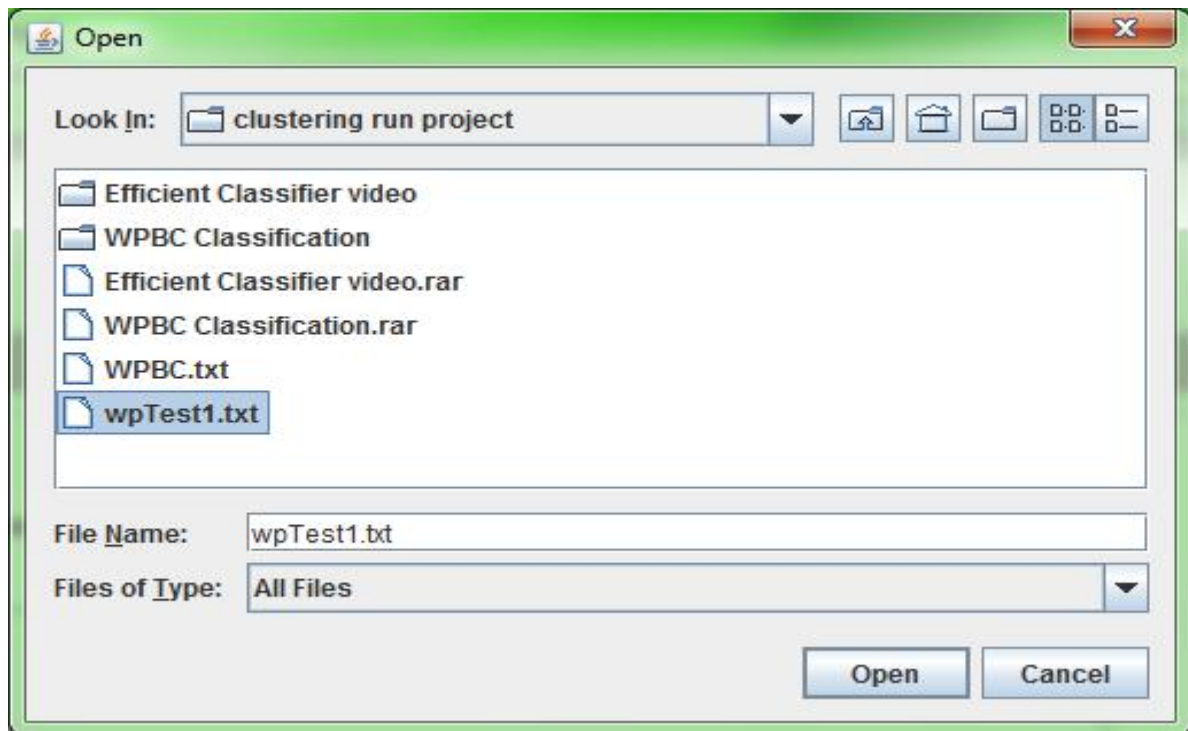 Open
Look In: clustering run project
Efficient Classifier video
WPBC Classification
Efficient Classifier video.rar
WPBC Classification.rar
WPBC.txt
wpTest1.txt
File Name: wpTest1.txt
Files of Type: All Files
Open Cancel